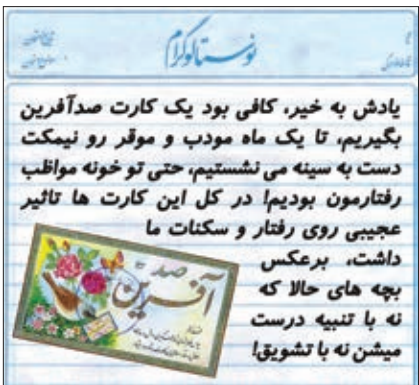 نوستالوگرام
یادش به خیر، کافی بود یک کارت صدآفرین
بگیریم، تا یک ماه مودب و موقر رو نیمکت
دست به سینه می نشستیم، حتی تو خونه مواظب
رفتارمون بودیم! در کل این کارت ها تاثیر
عجیبی روی رفتار و سکنات ما
داشت، برعکس
بچه های حالا که
نه با تنبیه درست
میشن نه با تشویق!
صد
آفرین